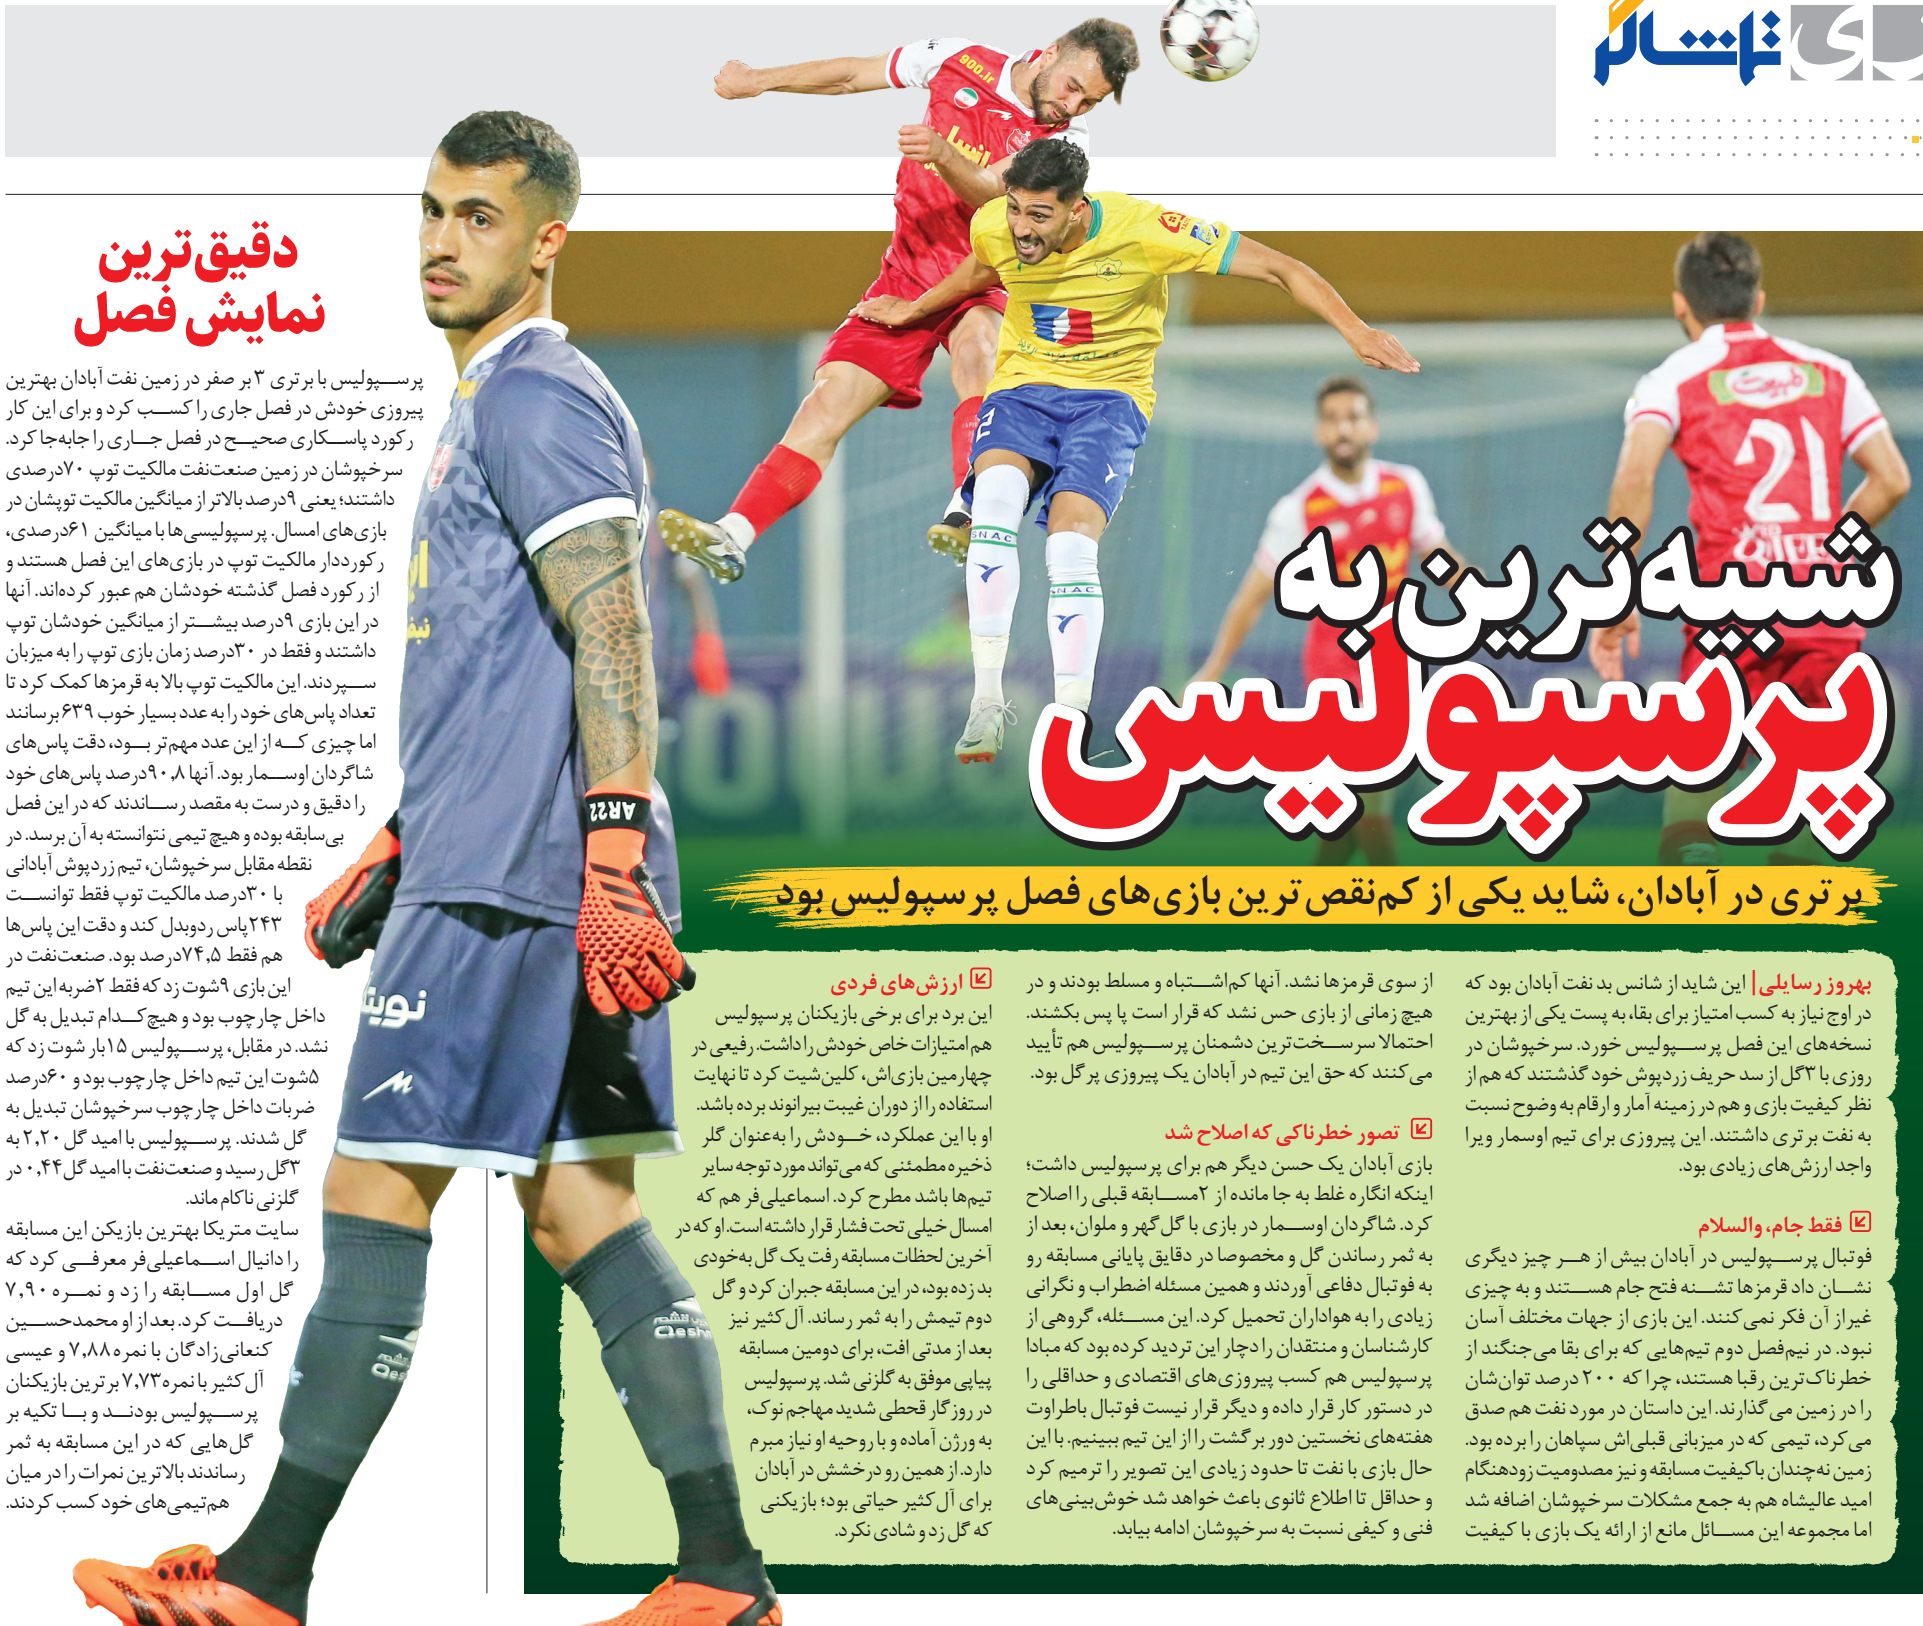 تماشاگر
شبیه‌ترین به
پرسپولیس
برتری در آبادان، شاید یکی از کم‌نقص‌ترین بازی‌های فصل پرسپولیس بود
بهروز رسایلی| این شاید از شانس بد نفت آبادان بود که
در اوج نیاز به کسب امتیاز برای بقا، به پست یکی از بهترین
نسخه‌های این فصل پرسپولیس خورد. سرخپوشان در
روزی با ۳گل از سد حریف زردپوش خود گذشتند که هم از
نظر کیفیت بازی و هم در زمینه آمار و ارقام به وضوح نسبت
به نفت برتری داشتند. این پیروزی برای تیم اوسمار ویرا
واجد ارزش‌های زیادی بود.
فقط جام، والسلام
فوتبال پرسپولیس در آبادان بیش از هر چیز دیگری
نشان داد قرمزها تشنه فتح جام هستند و به چیزی
غیر از آن فکر نمی‌کنند. این بازی از جهات مختلف آسان
نبود. در نیم‌فصل دوم تیم‌هایی که برای بقا می‌جنگند از
خطرناک‌ترین رقبا هستند، چرا که ۲۰۰ درصد توان‌شان
را در زمین می‌گذارند. این داستان در مورد نفت هم صدق
می‌کرد، تیمی که در میزبانی قبلی‌اش سپاهان را برده بود.
زمین نه‌چندان باکیفیت مسابقه و نیز مصدومیت زودهنگام
امید عالیشاه هم به جمع مشکلات سرخپوشان اضافه شد
اما مجموعه این مسائل مانع از ارائه یک بازی با کیفیت
از سوی قرمزها نشد. آنها کم‌اشتباه و مسلط بودند و در
هیچ زمانی از بازی حس نشد که قرار است پا پس بکشند.
احتمالا سرسخت‌ترین دشمنان پرسپولیس هم تأیید
می‌کنند که حق این تیم در آبادان یک پیروزی پرگل بود.
تصور خطرناکی که اصلاح شد
بازی آبادان یک حسن دیگر هم برای پرسپولیس داشت؛
اینکه انگاره غلط به جا مانده از ۲مسابقه قبلی را اصلاح
کرد. شاگردان اوسمار در بازی با گل‌گهر و ملوان، بعد از
به ثمر رساندن گل و مخصوصا در دقایق پایانی مسابقه رو
به فوتبال دفاعی آوردند و همین مسئله اضطراب و نگرانی
زیادی را به هواداران تحمیل کرد. این مسئله، گروهی از
کارشناسان و منتقدان را دچار این تردید کرده بود که مبادا
پرسپولیس هم کسب پیروزی‌های اقتصادی و حداقلی را
در دستور کار قرار داده و دیگر قرار نیست فوتبال باطراوت
هفته‌های نخستین دور برگشت را از این تیم ببینیم. با این
حال بازی با نفت تا حدود زیادی این تصویر را ترمیم کرد
و حداقل تا اطلاع ثانوی باعث خواهد شد خوش‌بینی‌های
فنی و کیفی نسبت به سرخپوشان ادامه بیابد.
ارزش‌های فردی
این برد برای برخی بازیکنان پرسپولیس
هم امتیازات خاص خودش را داشت. رفیعی در
چهارمین بازی‌اش، کلین‌شیت کرد تا نهایت
استفاده را از دوران غیبت بیرانوند برده باشد.
او با این عملکرد، خودش را به‌عنوان گلر
ذخیره مطمئنی که می‌تواند مورد توجه سایر
تیم‌ها باشد مطرح کرد. اسماعیلی‌فر هم که
امسال خیلی تحت فشار قرار داشته است. او که در
آخرین لحظات مسابقه رفت یک گل به‌خودی
بد زده بود، در این مسابقه جبران کرد و گل
دوم تیمش را به ثمر رساند. آل‌کثیر نیز
بعد از مدتی افت، برای دومین مسابقه
پیاپی موفق به گلزنی شد. پرسپولیس
در روزگار قحطی شدید مهاجم نوک،
به ورژن آماده و با روحیه او نیاز مبرم
دارد. از همین رو درخشش در آبادان
برای آل‌کثیر حیاتی بود؛ بازیکنی
که گل زد و شادی نکرد.
دقیق‌ترین
نمایش فصل
پرسپولیس با برتری ۳ بر صفر در زمین نفت آبادان بهترین
پیروزی خودش در فصل جاری را کسب کرد و برای این کار
رکورد پاسکاری صحیح در فصل جاری را جابه‌جا کرد.
سرخپوشان در زمین صنعت‌نفت مالکیت توپ ۷۰درصدی
داشتند؛ یعنی ۹درصد بالاتر از میانگین مالکیت توپشان در
بازی‌های امسال. پرسپولیسی‌ها با میانگین ۶۱درصدی،
رکورددار مالکیت توپ در بازی‌های این فصل هستند و
از رکورد فصل گذشته خودشان هم عبور کرده‌اند. آنها
در این بازی ۹درصد بیشتر از میانگین خودشان توپ
داشتند و فقط در ۳۰درصد زمان بازی توپ را به میزبان
سپردند. این مالکیت توپ بالا به قرمزها کمک کرد تا
تعداد پاس‌های خود را به عدد بسیار خوب ۶۳۹ برسانند
اما چیزی که از این عدد مهم‌تر بود، دقت پاس‌های
شاگردان اوسمار بود. آنها ۹۰٫۸درصد پاس‌های خود
را دقیق و درست به مقصد رساندند که در این فصل
بی‌سابقه بوده و هیچ تیمی نتوانسته به آن برسد. در
نقطه مقابل سرخپوشان، تیم زردپوش آبادانی
با ۳۰درصد مالکیت توپ فقط توانست
۲۴۳پاس ردوبدل کند و دقت این پاس‌ها
هم فقط ۷۴٫۵درصد بود. صنعت‌نفت در
این بازی ۹شوت زد که فقط ۲ضربه این تیم
داخل چارچوب بود و هیچ‌کدام تبدیل به گل
نشد. در مقابل، پرسپولیس ۱۵بار شوت زد که
۵شوت این تیم داخل چارچوب بود و ۶۰درصد
ضربات داخل چارچوب سرخپوشان تبدیل به
گل شدند. پرسپولیس با امید گل ۲٫۲۰ به
۳گل رسید و صنعت‌نفت با امید گل ۰٫۴۴ در
گلزنی ناکام ماند.
سایت متریکا بهترین بازیکن این مسابقه
را دانیال اسماعیلی‌فر معرفی کرد که
گل اول مسابقه را زد و نمره ۷٫۹۰
دریافت کرد. بعد از او محمدحسین
کنعانی‌زادگان با نمره ۷٫۸۸ و عیسی
آل‌کثیر با نمره ۷٫۷۳ برترین بازیکنان
پرسپولیس بودند و با تکیه بر
گل‌هایی که در این مسابقه به ثمر
رساندند بالاترین نمرات را در میان
هم‌تیمی‌های خود کسب کردند.
900.ir
21
2
AR22
طبیعت